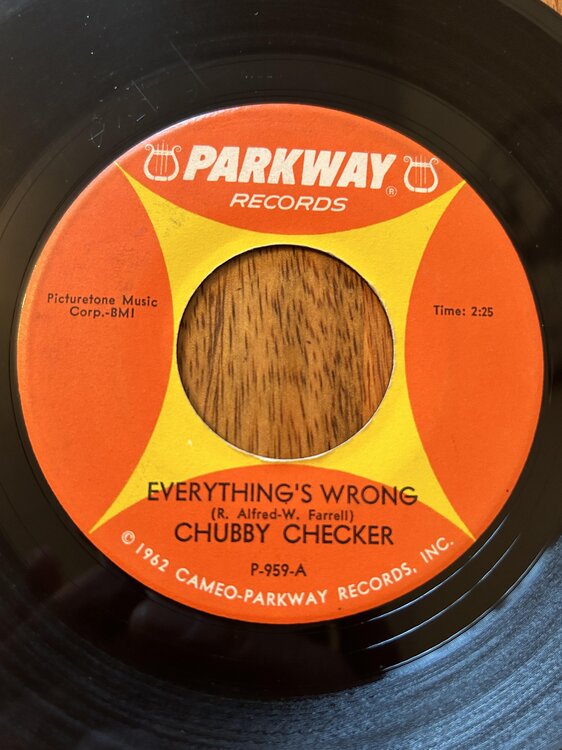 PARKWAY
®
RECORDS
Picturetone Music
Corp.-BMI
Time: 2:25
EVERYTHING'S WRONG
(R. Alfred-W. Farrell)
CHUBBY CHECKER
P-959-A
© 1962 CAMEO-PARKWAY RECORDS, INC.